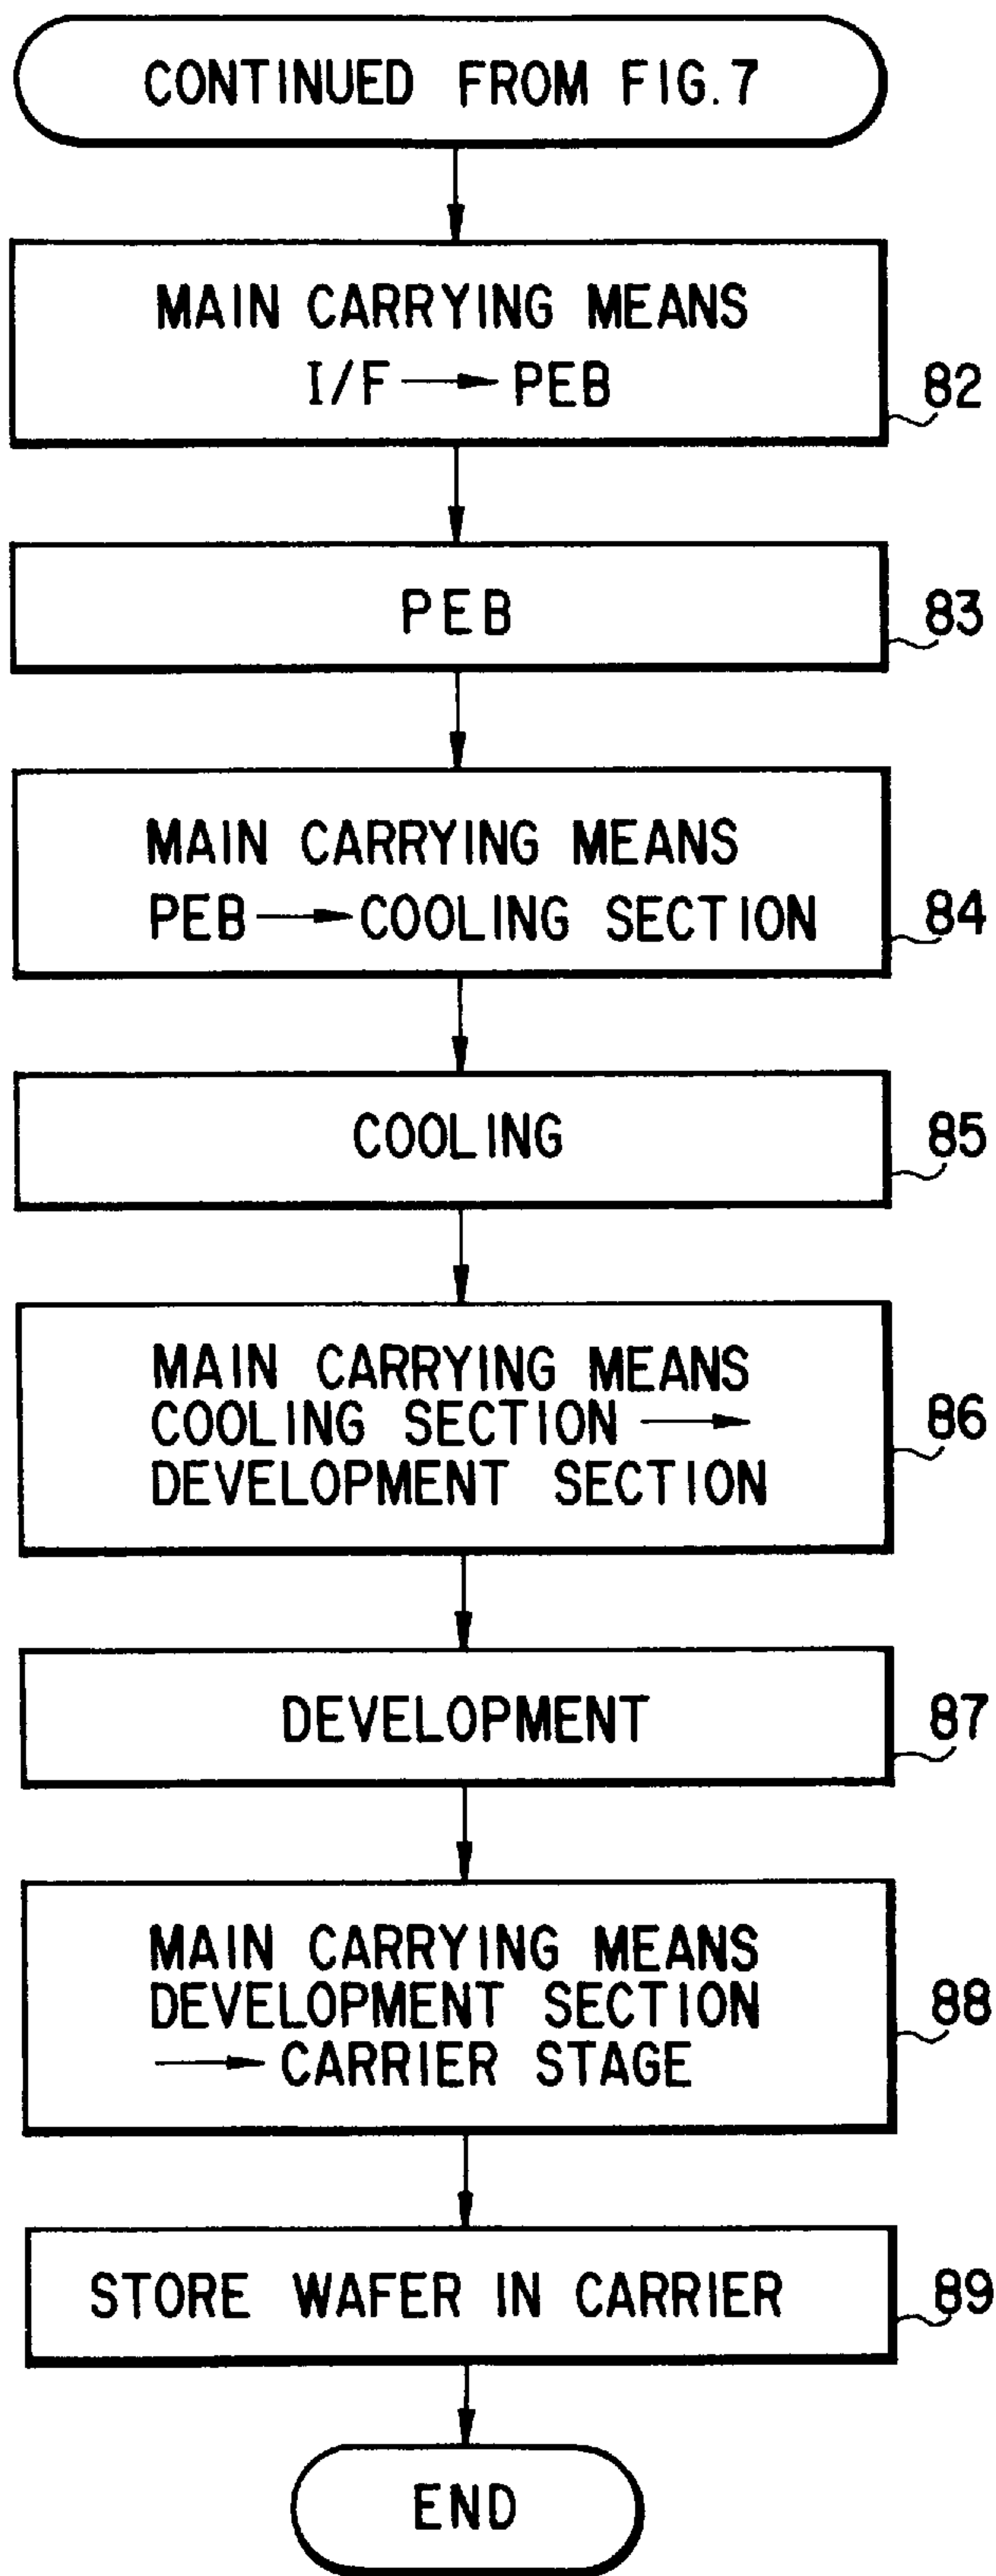 CONTINUED FROM FIG. 7
MAIN CARRYING MEANS
I/F → PEB
82
PEB
83
MAIN CARRYING MEANS
PEB → COOLING SECTION
84
COOLING
85
MAIN CARRYING MEANS
COOLING SECTION →
DEVELOPMENT SECTION
86
DEVELOPMENT
87
MAIN CARRYING MEANS
DEVELOPMENT SECTION
→ CARRIER STAGE
88
STORE WAFER IN CARRIER
89
END